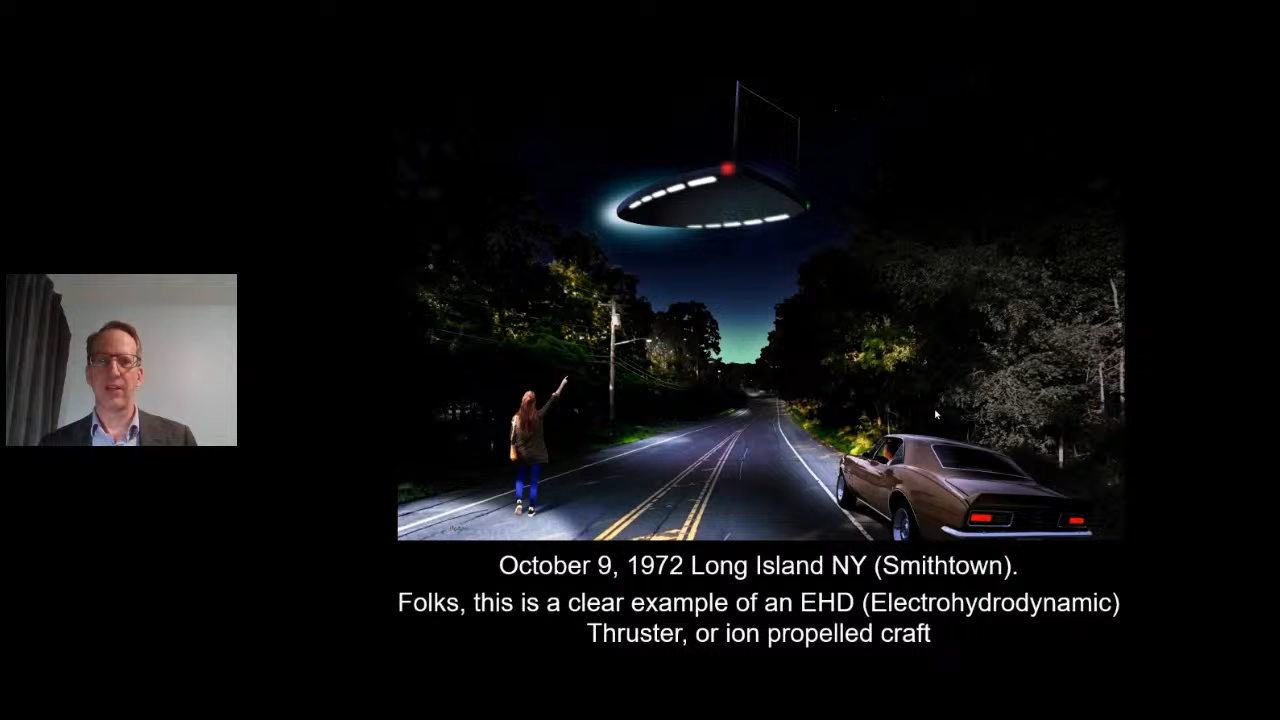 October 9, 1972 Long Island NY (Smithtown).
Folks, this is a clear example of an EHD (Electrohydrodynamic)
Thruster, or ion propelled craft